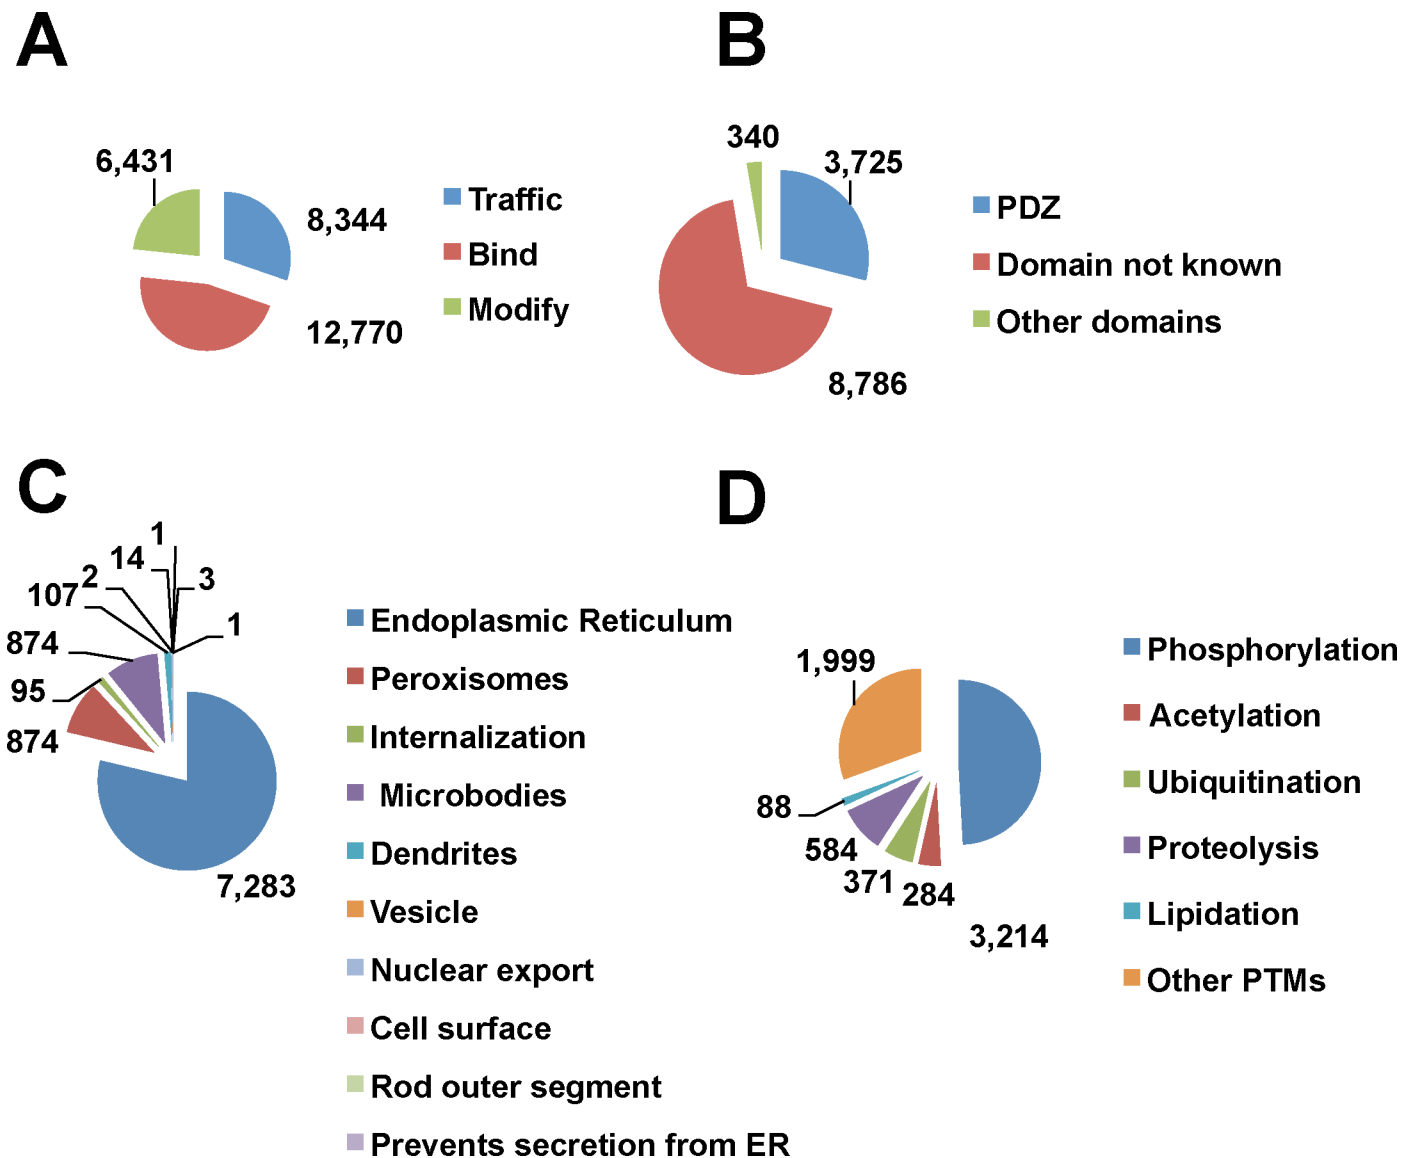 A
6,431
8,344
12,770
Traffic
Bind
Modify
B
340
3,725
8,786
PDZ
Domain not known
Other domains
C
1
14
3
2
107
1
874
95
874
7,283
Endoplasmic Reticulum
Peroxisomes
Internalization
Microbodies
Dendrites
Vesicle
Nuclear export
Cell surface
Rod outer segment
Prevents secretion from ER
D
1,999
88
584
371
284
3,214
Phosphorylation
Acetylation
Ubiquitination
Proteolysis
Lipidation
Other PTMs